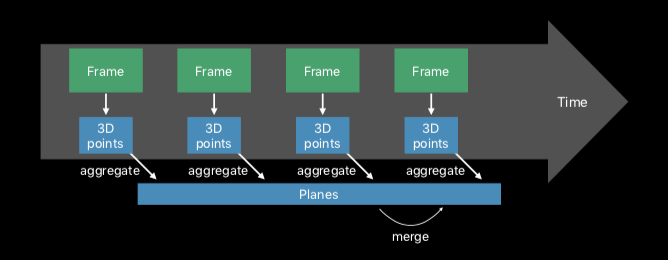 Frame
Frame
Frame
Frame
Time
3D
points
3D
points
3D
points
3D
points
aggregate
aggregate
aggregate
aggregate
Planes
merge